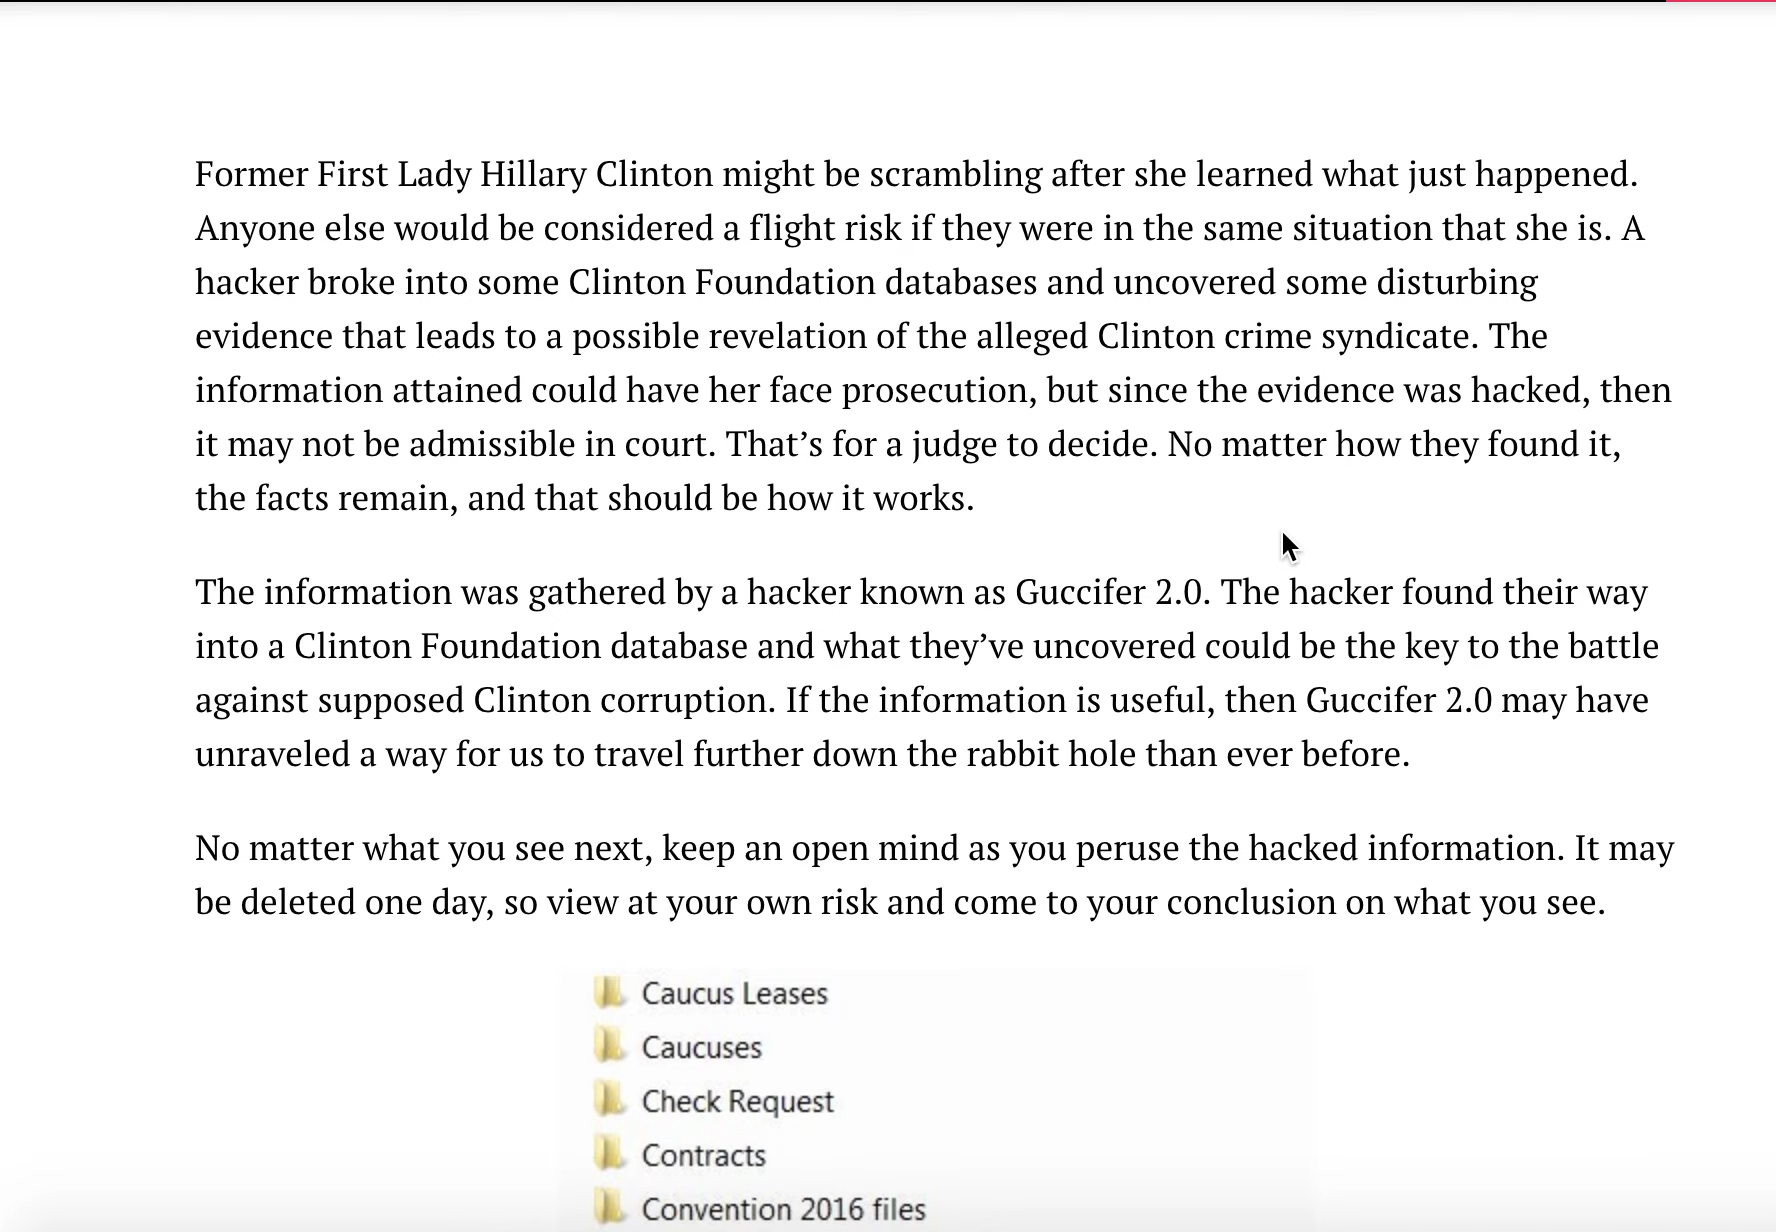 Former First Lady Hillary Clinton might be scrambling after she learned what just happened.
Anyone else would be considered a flight risk if they were in the same situation that she is. A
hacker broke into some Clinton Foundation databases and uncovered some disturbing
evidence that leads to a possible revelation of the alleged Clinton crime syndicate. The
information attained could have her face prosecution, but since the evidence was hacked, then
it may not be admissible in court. That’s for a judge to decide. No matter how they found it,
the facts remain, and that should be how it works.
The information was gathered by a hacker known as Guccifer 2.0. The hacker found their way
into a Clinton Foundation database and what they’ve uncovered could be the key to the battle
against supposed Clinton corruption. If the information is useful, then Guccifer 2.0 may have
unraveled a way for us to travel further down the rabbit hole than ever before.
No matter what you see next, keep an open mind as you peruse the hacked information. It may
be deleted one day, so view at your own risk and come to your conclusion on what you see.
Caucus Leases
Caucuses
Check Request
Contracts
Convention 2016 files